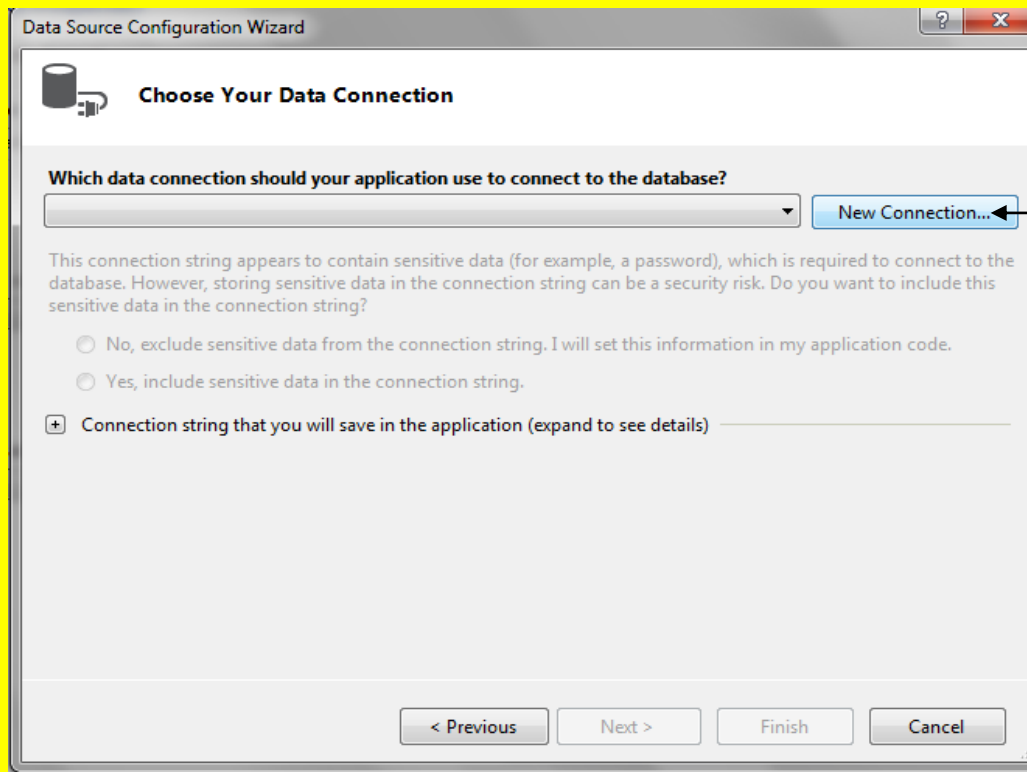 Data Source Configuration Wizard
?
Choose Your Data Connection
Which data connection should your application use to connect to the database?
New Connection...
This connection string appears to contain sensitive data (for example, a password), which is required to connect to the
database. However, storing sensitive data in the connection string can be a security risk. Do you want to include this
sensitive data in the connection string?
No, exclude sensitive data from the connection string. I will set this information in my application code.
Yes, include sensitive data in the connection string.
Connection string that you will save in the application (expand to see details)
< Previous
Next >
Finish
Cancel